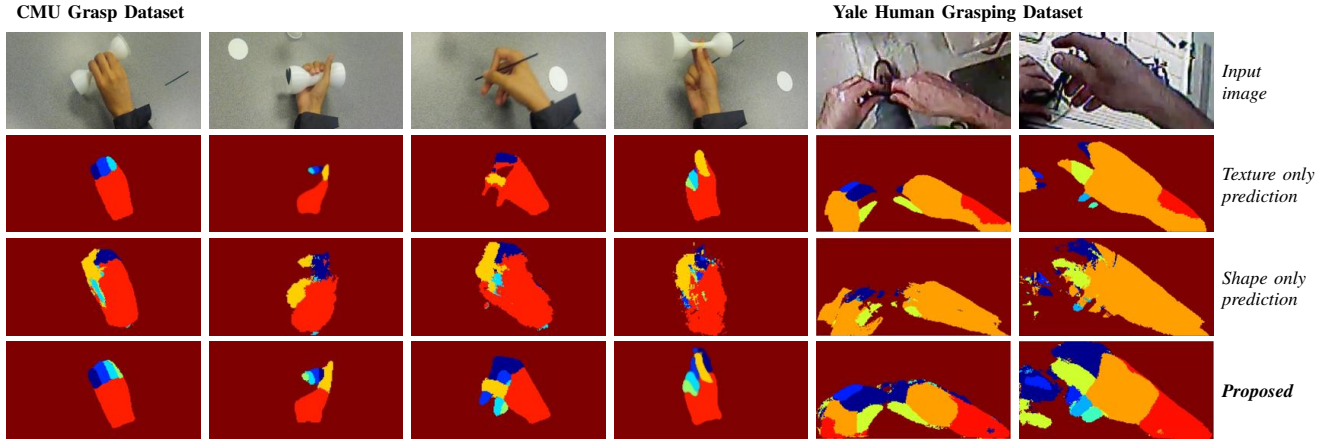 CMU Grasp Dataset
Yale Human Grasping Dataset
Input
image
Texture only
prediction
Shape only
prediction
Proposed